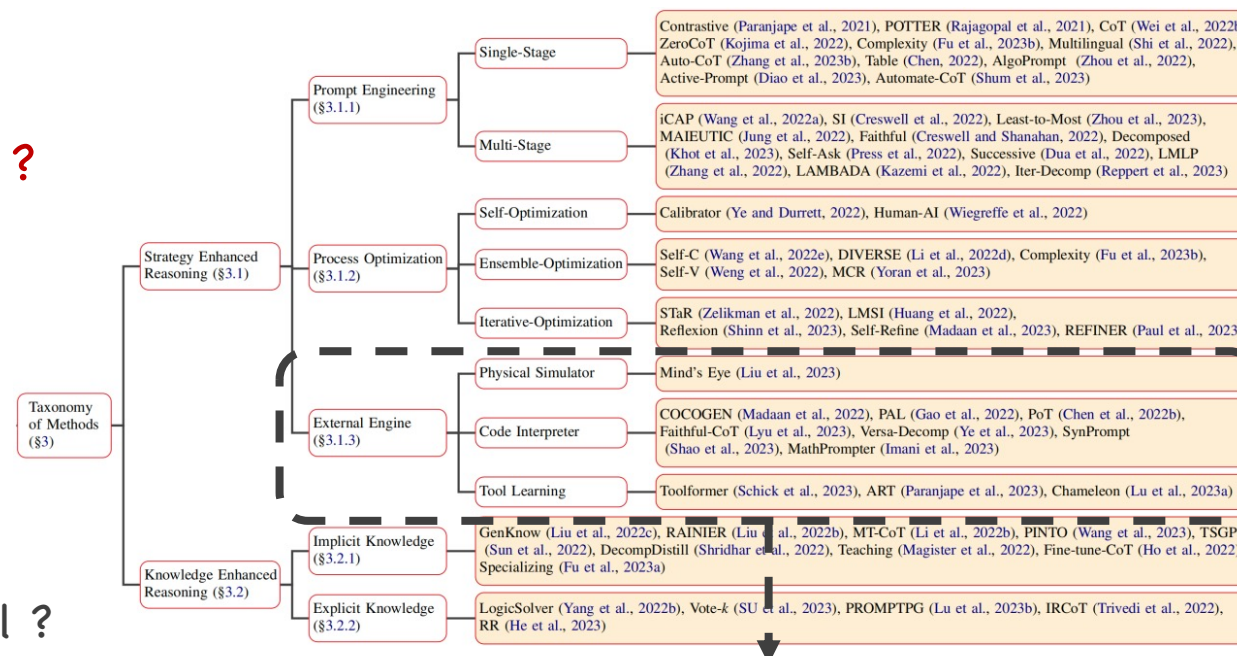 Contrastive (Paranjape et al., 2021), POTTER (Rajagopal et al., 2021), CoT (Wei et al., 2022b
Single-Stage
ZeroCoT (Kojima et al., 2022), Complexity (Fu et al., 2023b), Multilingual (Shi et al., 2022),
Auto-CoT (Zhang et al., 2023b), Table (Chen, 2022), AlgoPrompt (Zhou et al., 2022),
Active-Prompt (Diao et al., 2023), Automate-CoT (Shum et al., 2023)
Prompt Engineering
(§3.1.1)
iCAP (Wang et al., 2022a), SI (Creswell et al., 2022), Least-to-Most (Zhou et al., 2023),
Multi-Stage
MAIEUTIC (Jung et al., 2022), Faithful (Creswell and Shanahan, 2022), Decomposed
(Khot et al., 2023), Self-Ask (Press et al., 2022), Successive (Dua et al., 2022), LMLP
(Zhang et al., 2022), LAMBADA (Kazemi et al., 2022), Iter-Decomp (Reppert et al., 2023)
?
Self-Optimization
Calibrator (Ye and Durrett, 2022), Human-AI (Wiegreffe et al., 2022)
Strategy Enhanced
Reasoning (§3.1)
Process Optimization
(§3.1.2)
Ensemble-Optimization
Self-C (Wang et al., 2022e), DIVERSE (Li et al., 2022d), Complexity (Fu et al., 2023b),
Self-V (Weng et al., 2022), MCR (Yoran et al., 2023)
Iterative-Optimization
STaR (Zelikman et al., 2022), LMSI (Huang et al., 2022),
Reflexion (Shinn et al., 2023), Self-Refine (Madaan et al., 2023), REFINER (Paul et al., 2023
Physical Simulator
Mind's Eye (Liu et al., 2023)
Taxonomy
of Methods
(§3)
External Engine
(§3.1.3)
Code Interpreter
COCOGEN (Madaan et al., 2022), PAL (Gao et al., 2022), PoT (Chen et al., 2022b),
Faithful-CoT (Lyu et al., 2023), Versa-Decomp (Ye et al., 2023), SynPrompt
(Shao et al., 2023), MathPrompter (Imani et al., 2023)
Tool Learning
Toolformer (Schick et al., 2023), ART (Paranjape et al., 2023), Chameleon (Lu et al., 2023a)
Implicit Knowledge
(§3.2.1)
GenKnow (Liu et al., 2022c), RAINIER (Liu et al., 2022b), MT-CoT (Li et al., 2022b), PINTO (Wang et al., 2023), TSGP
(Sun et al., 2022), DecompDistill (Shridhar et al., 2022), Teaching (Magister et al., 2022), Fine-tune-CoT (Ho et al., 2022)
Specializing (Fu et al., 2023a)
Knowledge Enhanced
Reasoning (§3.2)
Explicit Knowledge
(§3.2.2)
LogicSolver (Yang et al., 2022b), Vote-k (SU et al., 2023), PROMPTPG (Lu et al., 2023b), IRCoT (Trivedi et al., 2022),
RR (He et al., 2023)
l ?